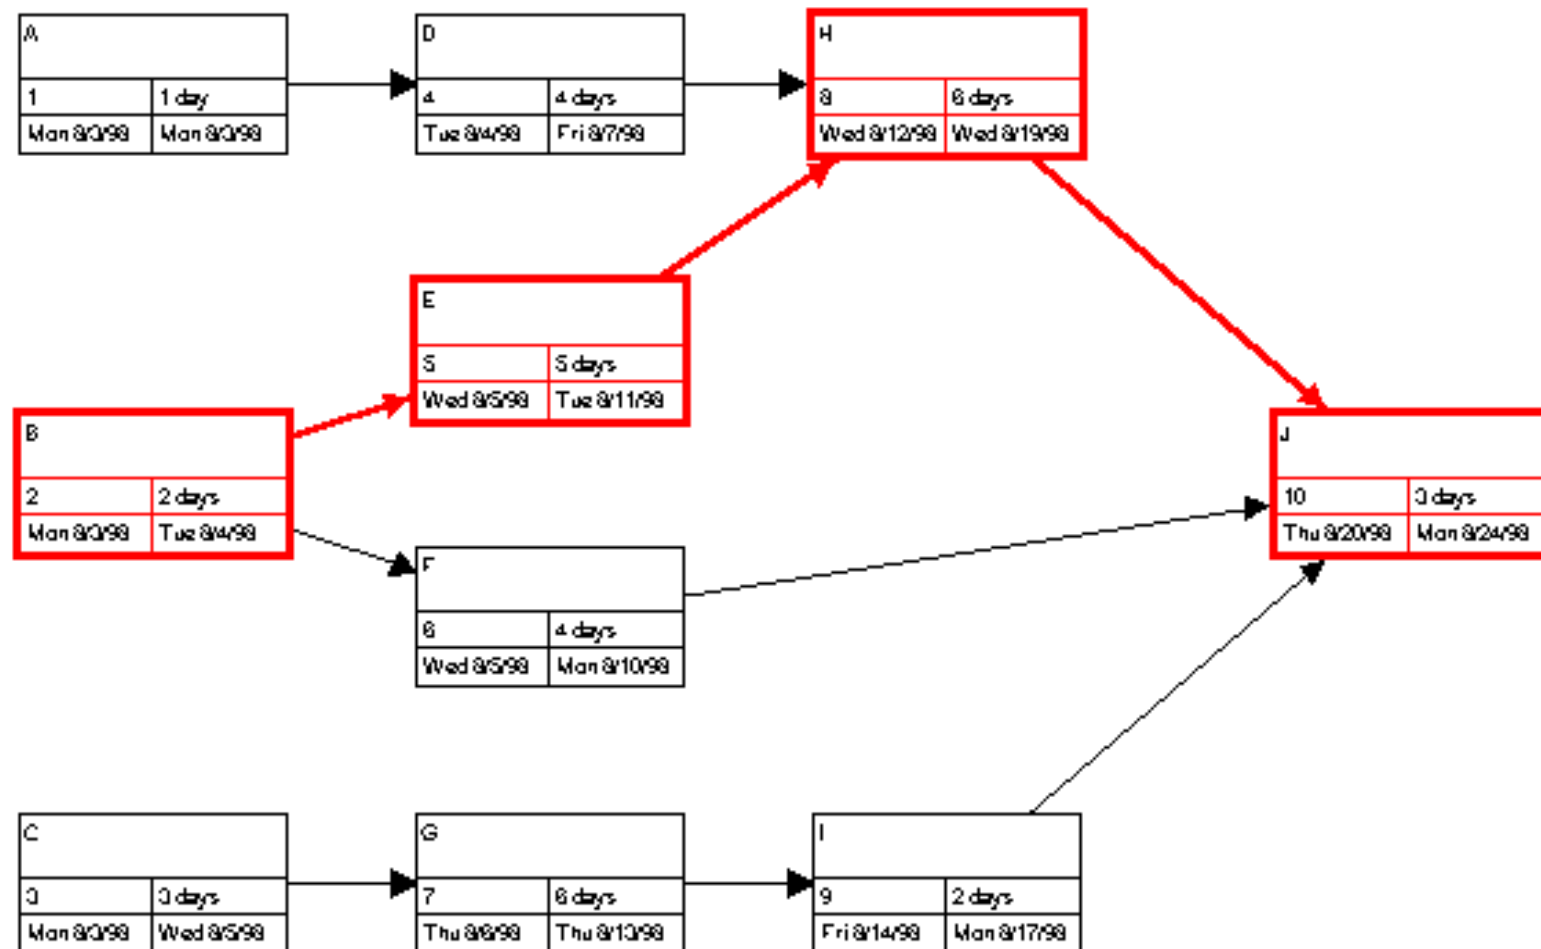 A
1 1 day
Mon 8/3/98 Mon 8/3/98
D
4 4 days
Tue 8/4/98 Fri 8/7/98
H
8 6 days
Wed 8/12/98 Wed 8/19/98
E
5 5 days
Wed 8/5/98 Tue 8/11/98
B
2 2 days
Mon 8/3/98 Tue 8/4/98
F
6 4 days
Wed 8/5/98 Mon 8/10/98
J
10 3 days
Thu 8/20/98 Mon 8/24/98
C
3 3 days
Mon 8/3/98 Wed 8/5/98
G
7 6 days
Thu 8/6/98 Thu 8/13/98
I
9 2 days
Fri 8/14/98 Mon 8/17/98